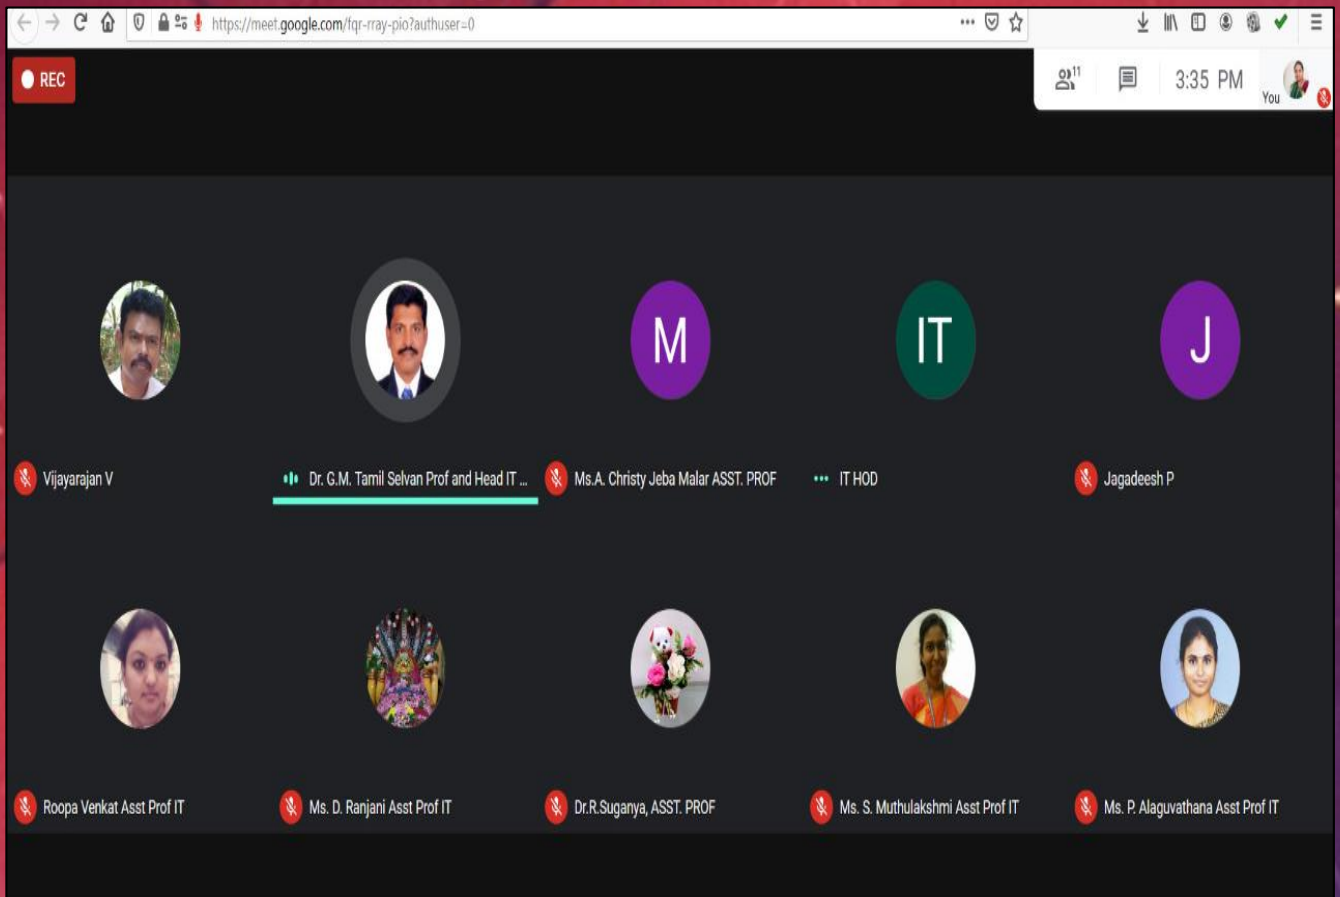 https://meet.google.com/fqr-rray-pio?authuser=0
REC
11
3:35 PM
You
M
IT
J
Vijayarajan V
Dr. G.M. Tamil Selvan Prof and Head IT ...
Ms.A. Christy Jeba Malar ASST. PROF
IT HOD
Jagadeesh P
Roopa Venkat Asst Prof IT
Ms. D. Ranjani Asst Prof IT
Dr.R.Suganya, ASST. PROF
Ms. S. Muthulakshmi Asst Prof IT
Ms. P. Alaguvathana Asst Prof IT